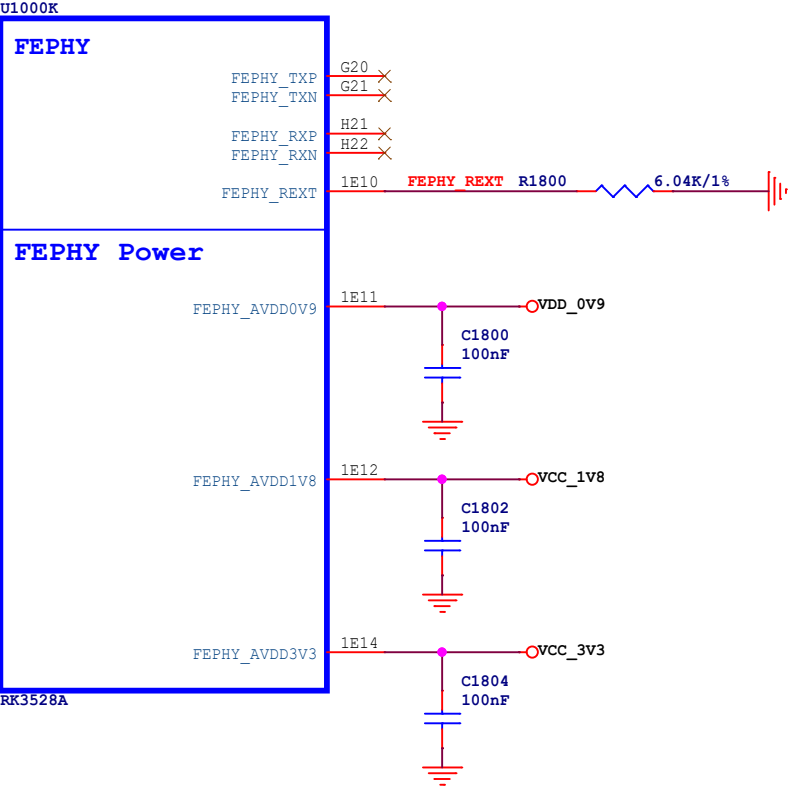 U1000K
FEPHY
FEPHY_TXP G20
FEPHY_TXN G21
FEPHY_RXP H21
FEPHY_RXN H22
FEPHY_REXT 1E10 FEPHY_REXT R1800 6.04K/1%
FEPHY Power
FEPHY_AVDD0V9 1E11 VDD_0V9
C1800
100nF
FEPHY_AVDD1V8 1E12 VCC_1V8
C1802
100nF
FEPHY_AVDD3V3 1E14 VCC_3V3
C1804
100nF
RK3528A